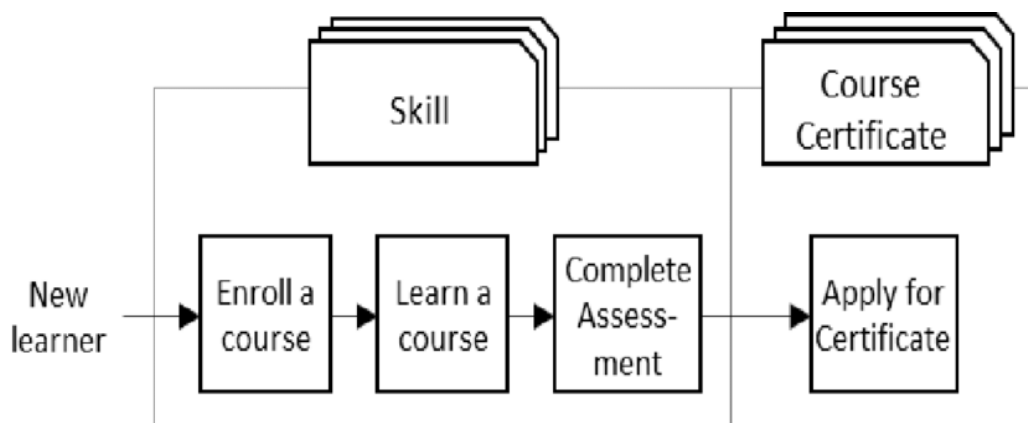 Skill
Course
Certificate
New
learner
Enroll a
course
Learn a
course
Complete
Assess-
ment
Apply for
Certificate